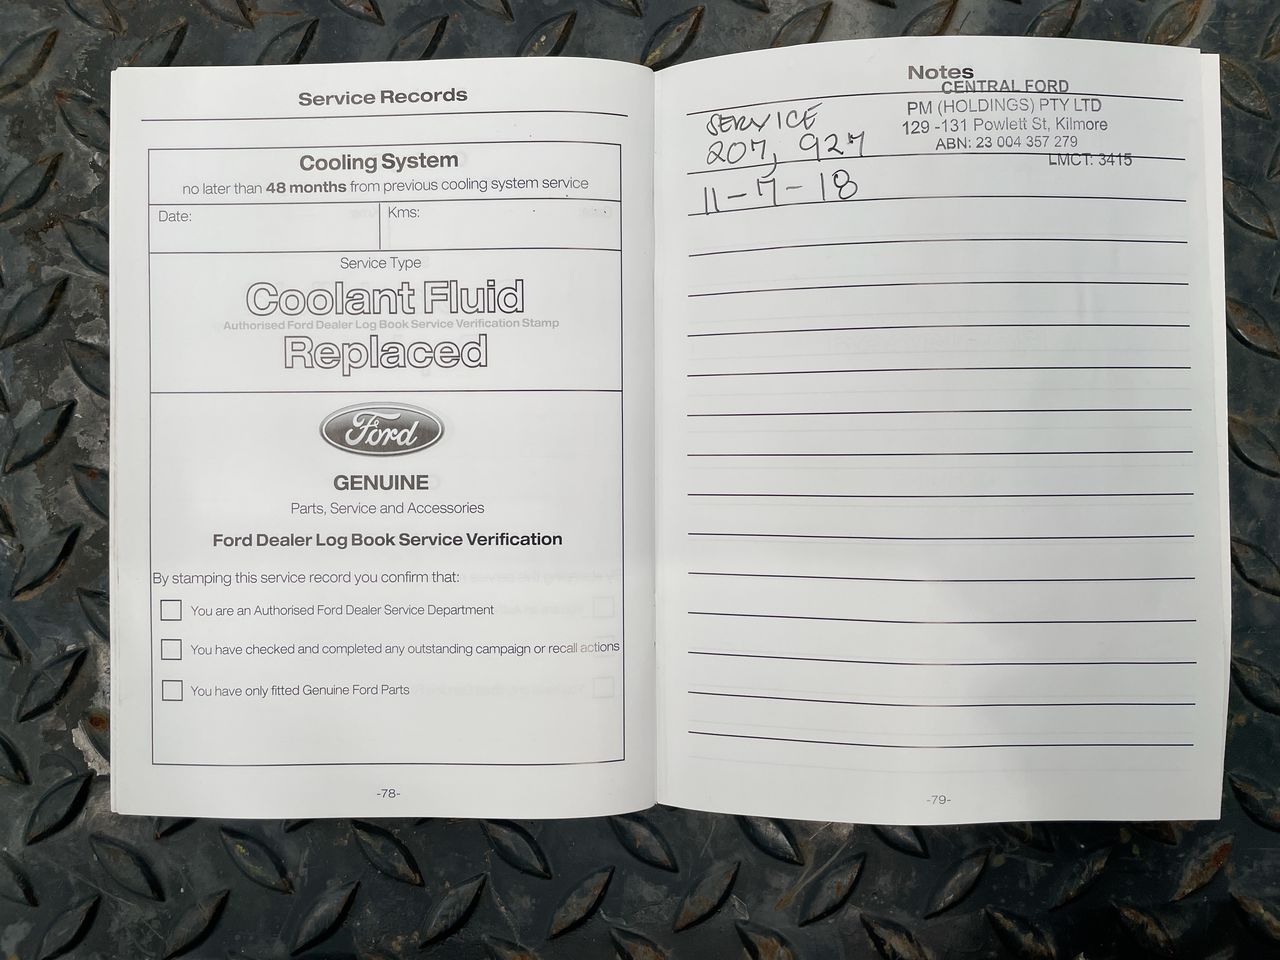 Service Records
Cooling System
no later than 48 months from previous cooling system service
Date:
Kms:
Service Type
Coolant Fluid
Authorised Ford Dealer Log Book Service Verification Stamp
Replaced
Ford
GENUINE
Parts, Service and Accessories
Ford Dealer Log Book Service Verification
By stamping this service record you confirm that:
You are an Authorised Ford Dealer Service Department
You have checked and completed any outstanding campaign or recall actions
You have only fitted Genuine Ford Parts
-78-
Notes
CENTRAL FORD
PM (HOLDINGS) PTY LTD
129 -131 Powlett St, Kilmore
ABN: 23 004 357 279
LMCT: 3415
SERVICE
207, 927
11-7-18
-79-